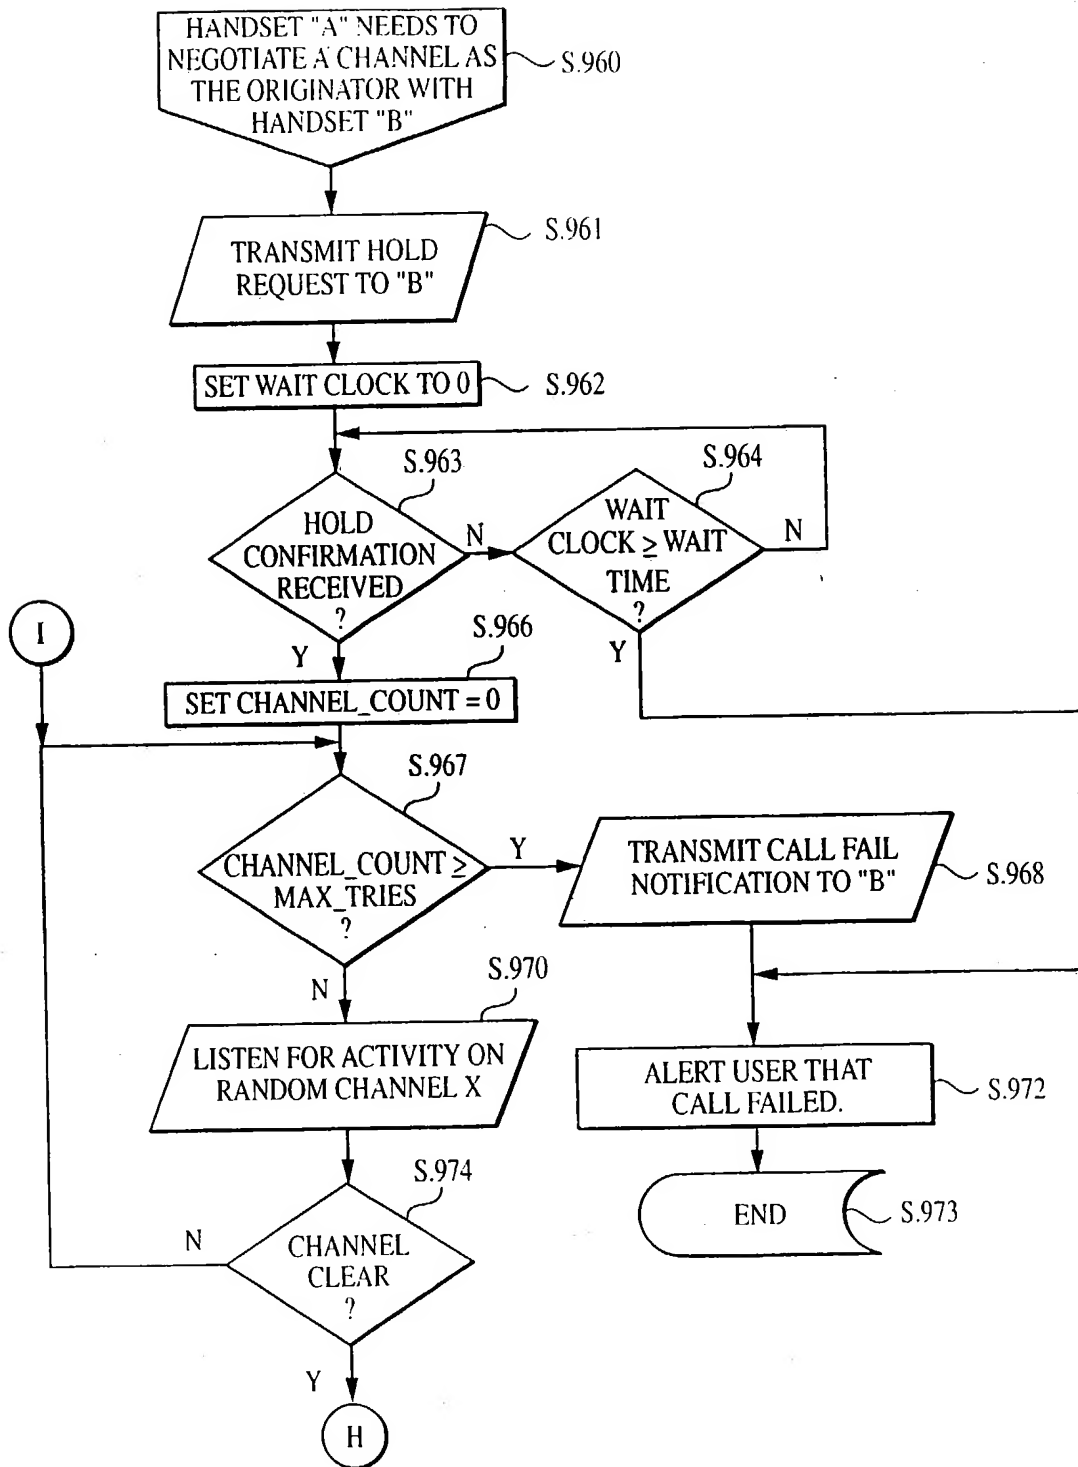 HANDSET "A" NEEDS TO
NEGOTIATE A CHANNEL AS
THE ORIGINATOR WITH
HANDSET "B"
S.960
TRANSMIT HOLD
REQUEST TO "B"
S.961
SET WAIT CLOCK TO 0
S.962
S.963
HOLD
CONFIRMATION
RECEIVED
?
N
Y
S.964
WAIT
CLOCK ≥ WAIT
TIME
?
N
Y
I
S.966
SET CHANNEL_COUNT = 0
S.967
CHANNEL_COUNT ≥
MAX_TRIES
?
Y
N
TRANSMIT CALL FAIL
NOTIFICATION TO "B"
S.968
S.970
LISTEN FOR ACTIVITY ON
RANDOM CHANNEL X
ALERT USER THAT
CALL FAILED.
S.972
S.974
CHANNEL
CLEAR
?
N
Y
END
S.973
H